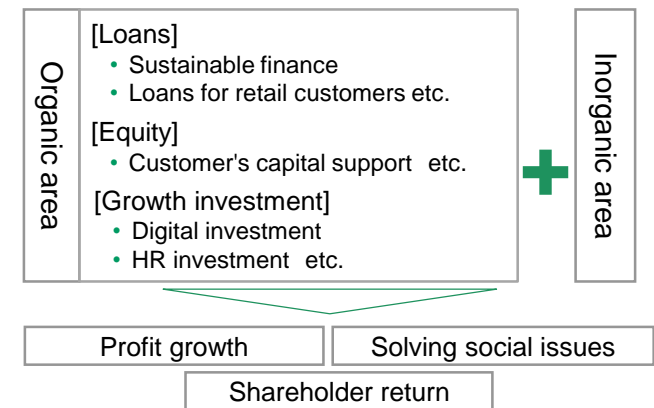 Organic area
[Loans]
• Sustainable finance
• Loans for retail customers etc.
[Equity]
• Customer's capital support etc.
[Growth investment]
• Digital investment
• HR investment etc.
Inorganic area
Profit growth
Solving social issues
Shareholder return